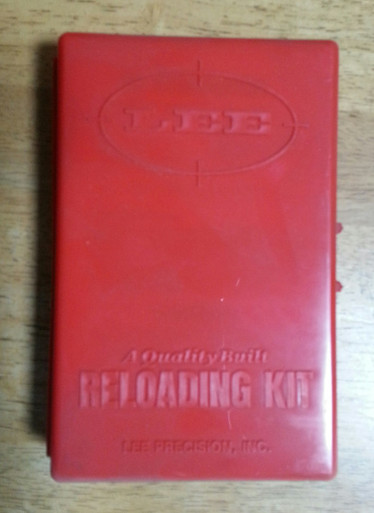 LEE
A Quality Built
RELOADING KIT
LEE PRECISION, INC.